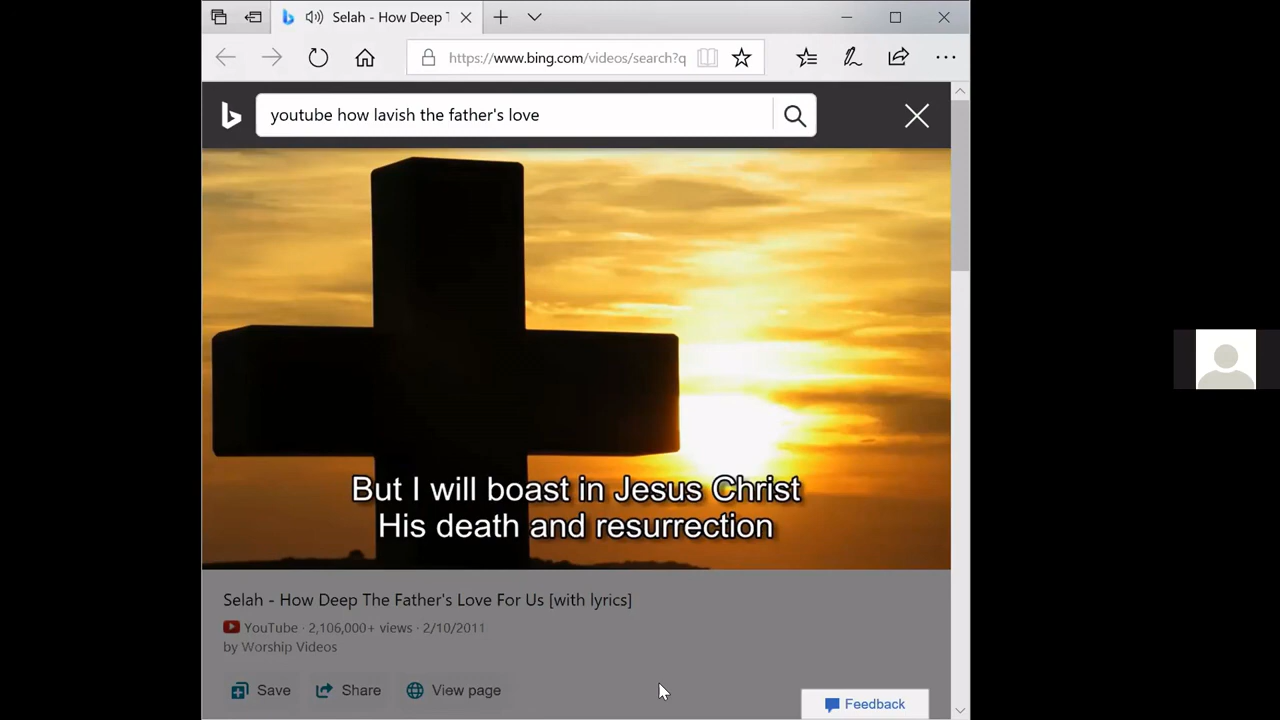 Selah - How Deep T
https://www.bing.com/videos/search?q
youtube how lavish the father's love
But I will boast in Jesus Christ
His death and resurrection
Selah - How Deep The Father's Love For Us [with lyrics]
YouTube · 2,106,000+ views · 2/10/2011
by Worship Videos
Save Share View page
Feedback